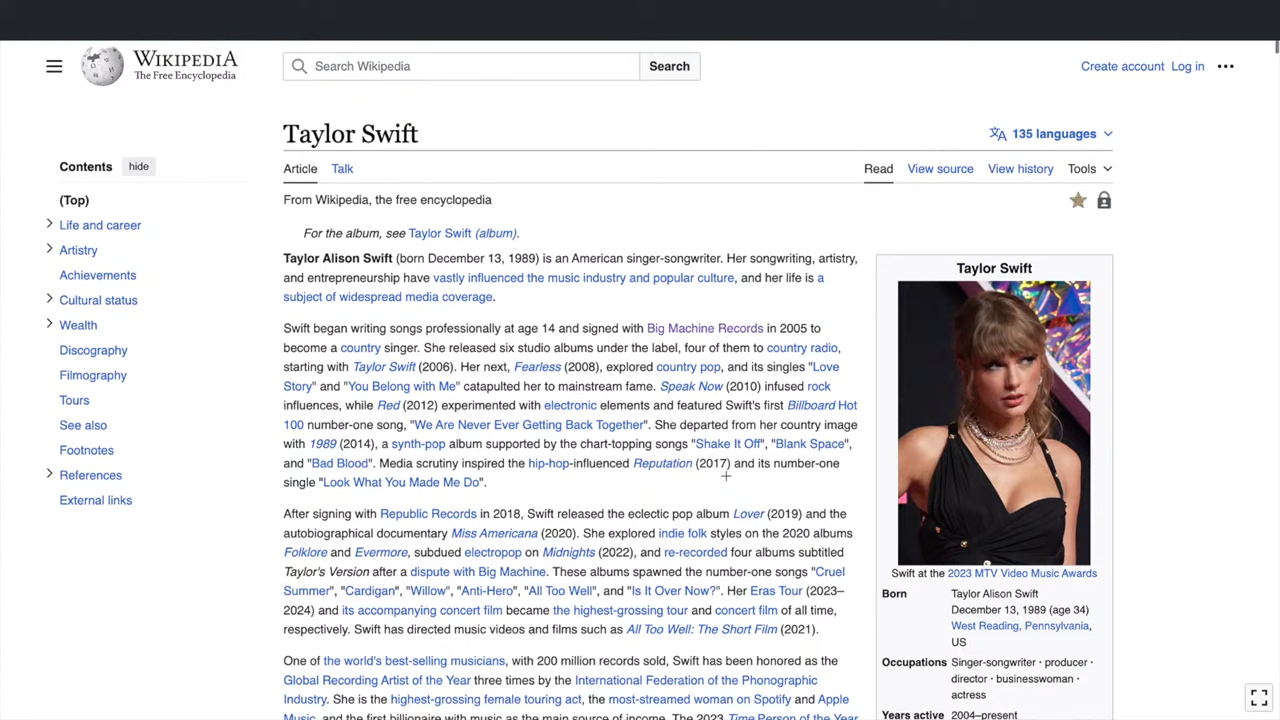 WIKIPEDIA
The Free Encyclopedia
Search Wikipedia
Search
Create account Log in
Taylor Swift
135 languages
Contents hide
(Top)
Life and career
Artistry
Achievements
Cultural status
Wealth
Discography
Filmography
Tours
See also
Footnotes
References
External links
Article Talk
Read View source View history Tools
From Wikipedia, the free encyclopedia
For the album, see Taylor Swift (album).
Taylor Alison Swift (born December 13, 1989) is an American singer-songwriter. Her songwriting, artistry,
and entrepreneurship have vastly influenced the music industry and popular culture, and her life is a
subject of widespread media coverage.
Swift began writing songs professionally at age 14 and signed with Big Machine Records in 2005 to
become a country singer. She released six studio albums under the label, four of them to country radio,
starting with Taylor Swift (2006). Her next, Fearless (2008), explored country pop, and its singles "Love
Story" and "You Belong with Me" catapulted her to mainstream fame. Speak Now (2010) infused rock
influences, while Red (2012) experimented with electronic elements and featured Swift's first Billboard Hot
100 number-one song, "We Are Never Ever Getting Back Together". She departed from her country image
with 1989 (2014), a synth-pop album supported by the chart-topping songs "Shake It Off", "Blank Space",
and "Bad Blood". Media scrutiny inspired the hip-hop-influenced Reputation (2017) and its number-one
single "Look What You Made Me Do".
After signing with Republic Records in 2018, Swift released the eclectic pop album Lover (2019) and the
autobiographical documentary Miss Americana (2020). She explored indie folk styles on the 2020 albums
Folklore and Evermore, subdued electropop on Midnights (2022), and re-recorded four albums subtitled
Taylor's Version after a dispute with Big Machine. These albums spawned the number-one songs "Cruel
Summer", "Cardigan", "Willow", "Anti-Hero", "All Too Well", and "Is It Over Now?". Her Eras Tour (2023–
2024) and its accompanying concert film became the highest-grossing tour and concert film of all time,
respectively. Swift has directed music videos and films such as All Too Well: The Short Film (2021).
One of the world's best-selling musicians, with 200 million records sold, Swift has been honored as the
Global Recording Artist of the Year three times by the International Federation of the Phonographic
Industry. She is the highest-grossing female touring act, the most-streamed woman on Spotify and Apple
Music, and the first billionaire with music as the main source of income. The 2023 Time Person of the Year
Taylor Swift
Swift at the 2023 MTV Video Music Awards
Born Taylor Alison Swift
December 13, 1989 (age 34)
West Reading, Pennsylvania,
US
Occupations Singer-songwriter · producer ·
director · businesswoman ·
actress
Years active 2004–present